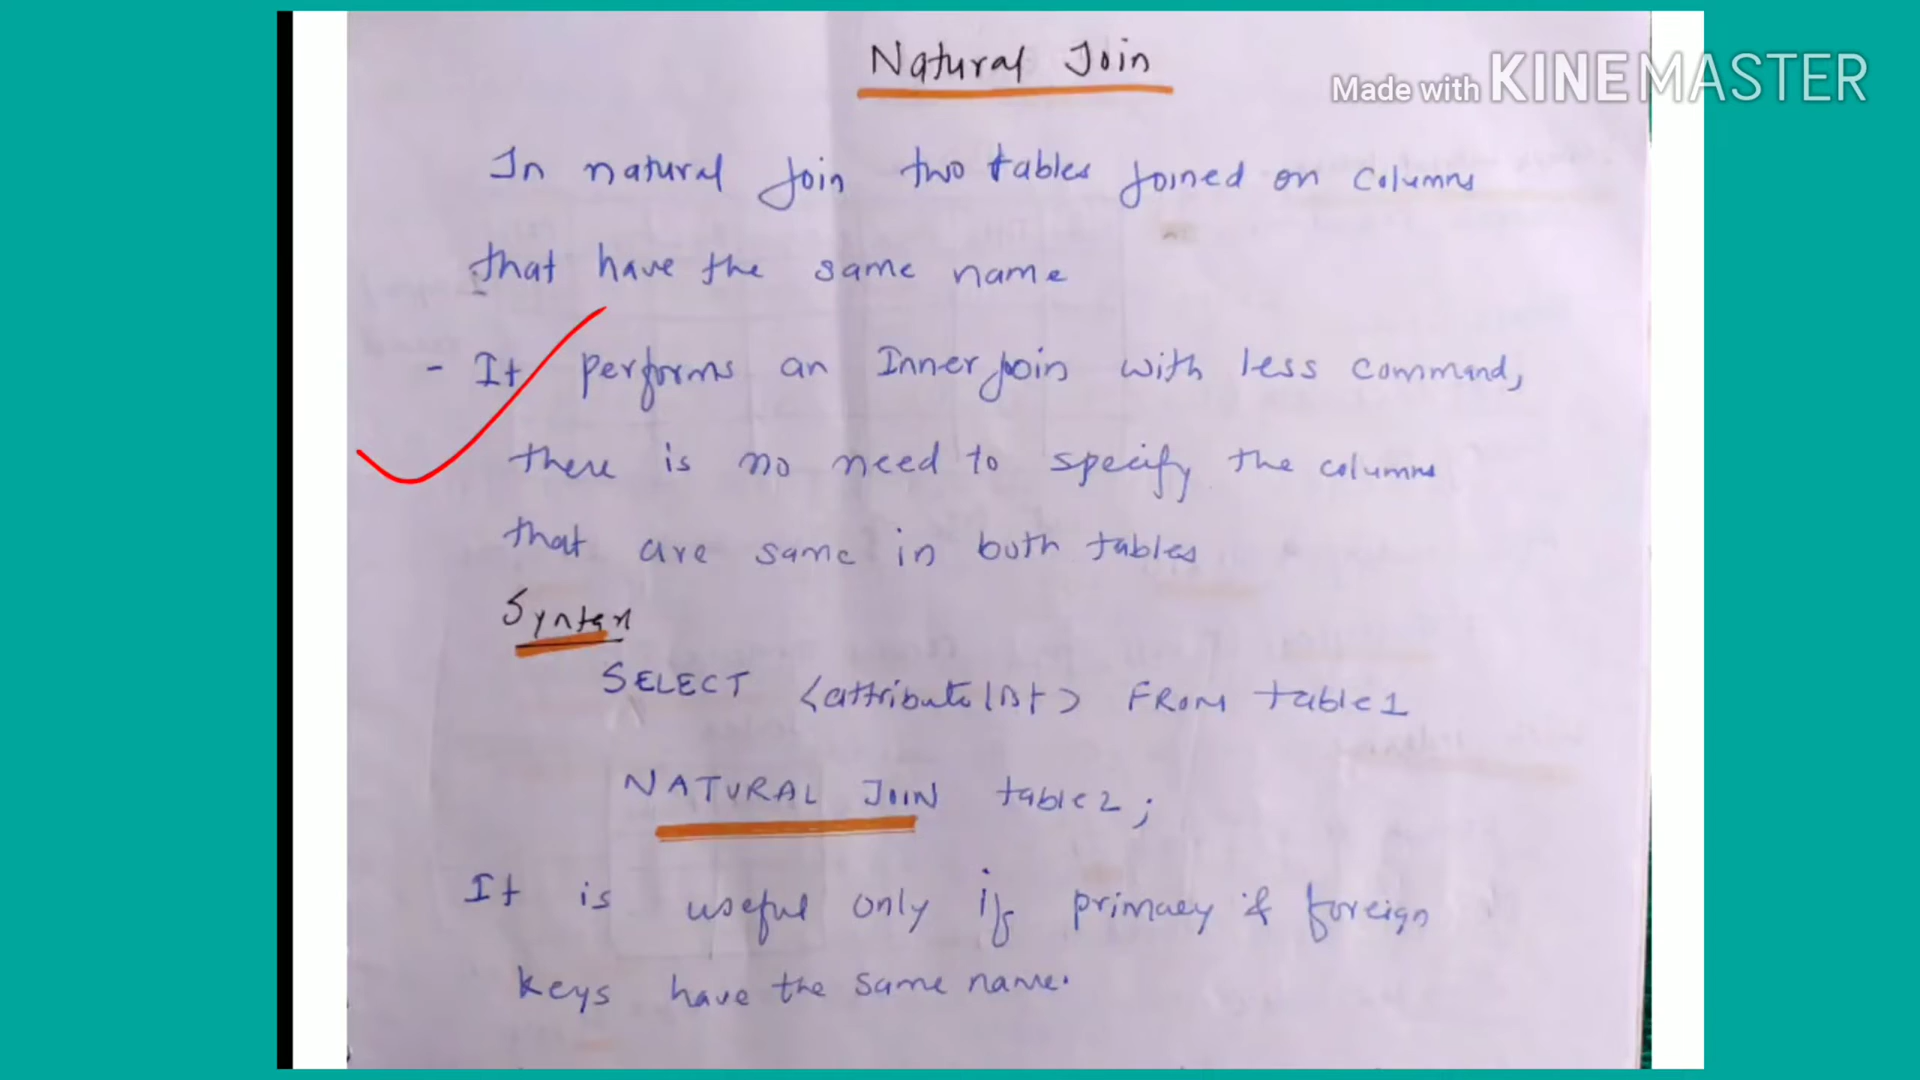 Natural Join
Made with KINEMASTER
In natural join two tables joined on columns
that have the same name
- It performs an Inner join with less command,
there is no need to specify the columns
that are same in both tables
Syntax
SELECT <attribute list> FROM table1
NATURAL JOIN table2;
It is useful only if primary & foreign
keys have the same name.